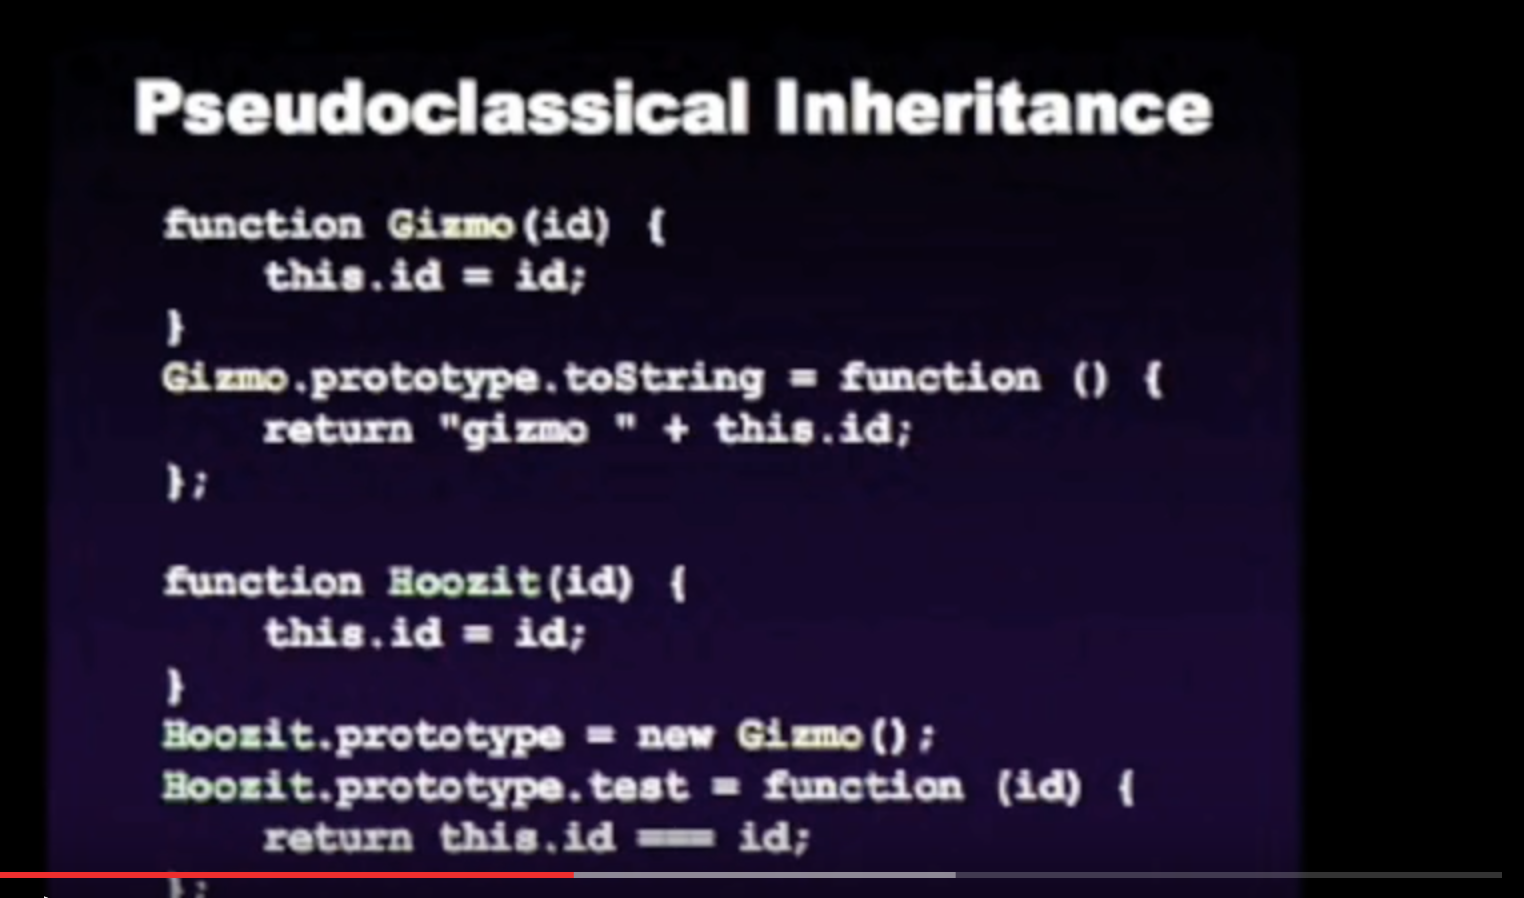 Pseudoclassical Inheritance
function Gizmo(id) {
    this.id = id;
}
Gizmo.prototype.toString = function () {
    return "gizmo " + this.id;
};
function Hoozit(id) {
    this.id = id;
}
Hoozit.prototype = new Gizmo();
Hoozit.prototype.test = function (id) {
    return this.id === id;
};